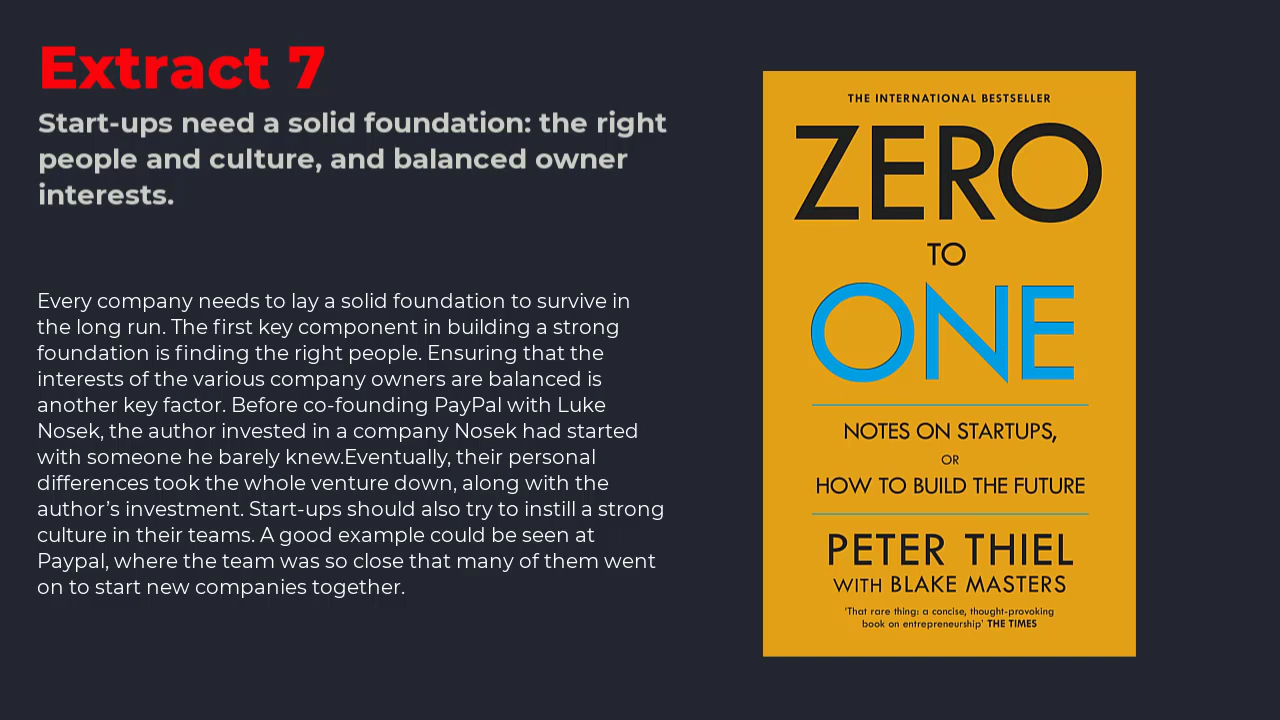 Extract 7
Start-ups need a solid foundation: the right
people and culture, and balanced owner
interests.
Every company needs to lay a solid foundation to survive in
the long run. The first key component in building a strong
foundation is finding the right people. Ensuring that the
interests of the various company owners are balanced is
another key factor. Before co-founding PayPal with Luke
Nosek, the author invested in a company Nosek had started
with someone he barely knew.Eventually, their personal
differences took the whole venture down, along with the
author’s investment. Start-ups should also try to instill a strong
culture in their teams. A good example could be seen at
Paypal, where the team was so close that many of them went
on to start new companies together.
THE INTERNATIONAL BESTSELLER
ZERO
TO
ONE
NOTES ON STARTUPS,
OR
HOW TO BUILD THE FUTURE
PETER THIEL
WITH BLAKE MASTERS
'That rare thing: a concise, thought-provoking
book on entrepreneurship' THE TIMES